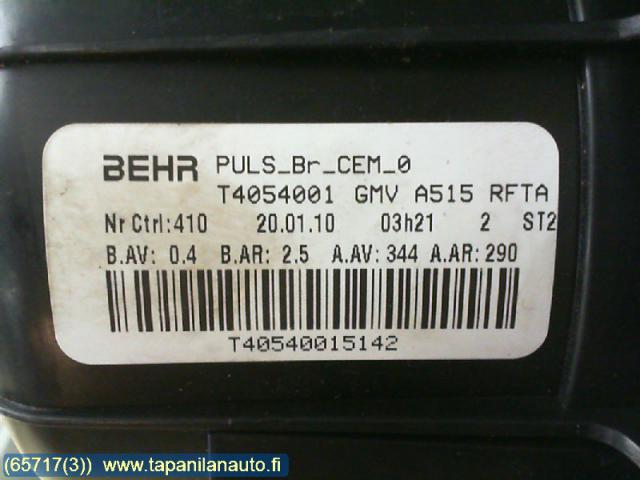 BEHR PULS_Br_CEM_0
T4054001 GMV A515 RFTA
Nr Ctrl:410 20.01.10 03h21 2 ST2
B.AV: 0.4 B.AR: 2.5 A.AV: 344 A.AR: 290
T40540015142
(65717(3)) www.tapanilanauto.fi